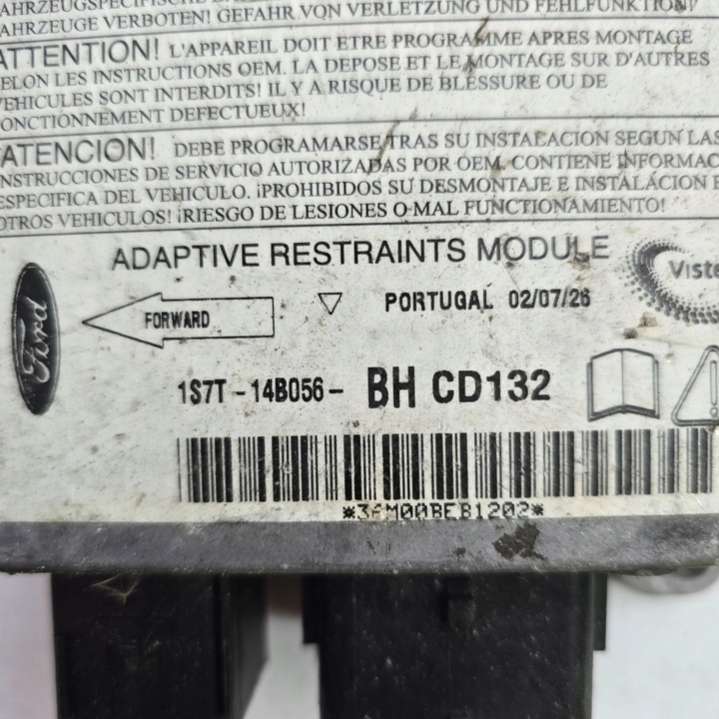 AHRZEUGE VERBOTEN! GEFAHR VON VERLETZUNG UND FEHLFUNKTION!
ATTENTION! L'APPAREIL DOIT ETRE PROGRAMME APRES MONTAGE
SELON LES INSTRUCTIONS OEM. LA DEPOSE ET LE MONTAGE SUR D'AUTRES
VEHICULES SONT INTERDITS! IL Y A RISQUE DE BLESSURE OU DE
FONCTIONNEMENT DEFECTUEUX!
ATENCION! DEBE PROGRAMARSE TRAS SU INSTALACION SEGUN LAS
INSTRUCCIONES DE SERVICIO AUTORIZADAS POR OEM. CONTIENE INFORMAC
ESPECIFICA DEL VEHICULO. ¡PROHIBIDOS SU DESMONTAJE E INSTALACION E
OTROS VEHICULOS! ¡RIESGO DE LESIONES O MAL FUNCTIONAMIENTO!
ADAPTIVE RESTRAINTS MODULE
Viste
Ford
FORWARD
PORTUGAL 02/07/26
1S7T-14B056- BH CD132